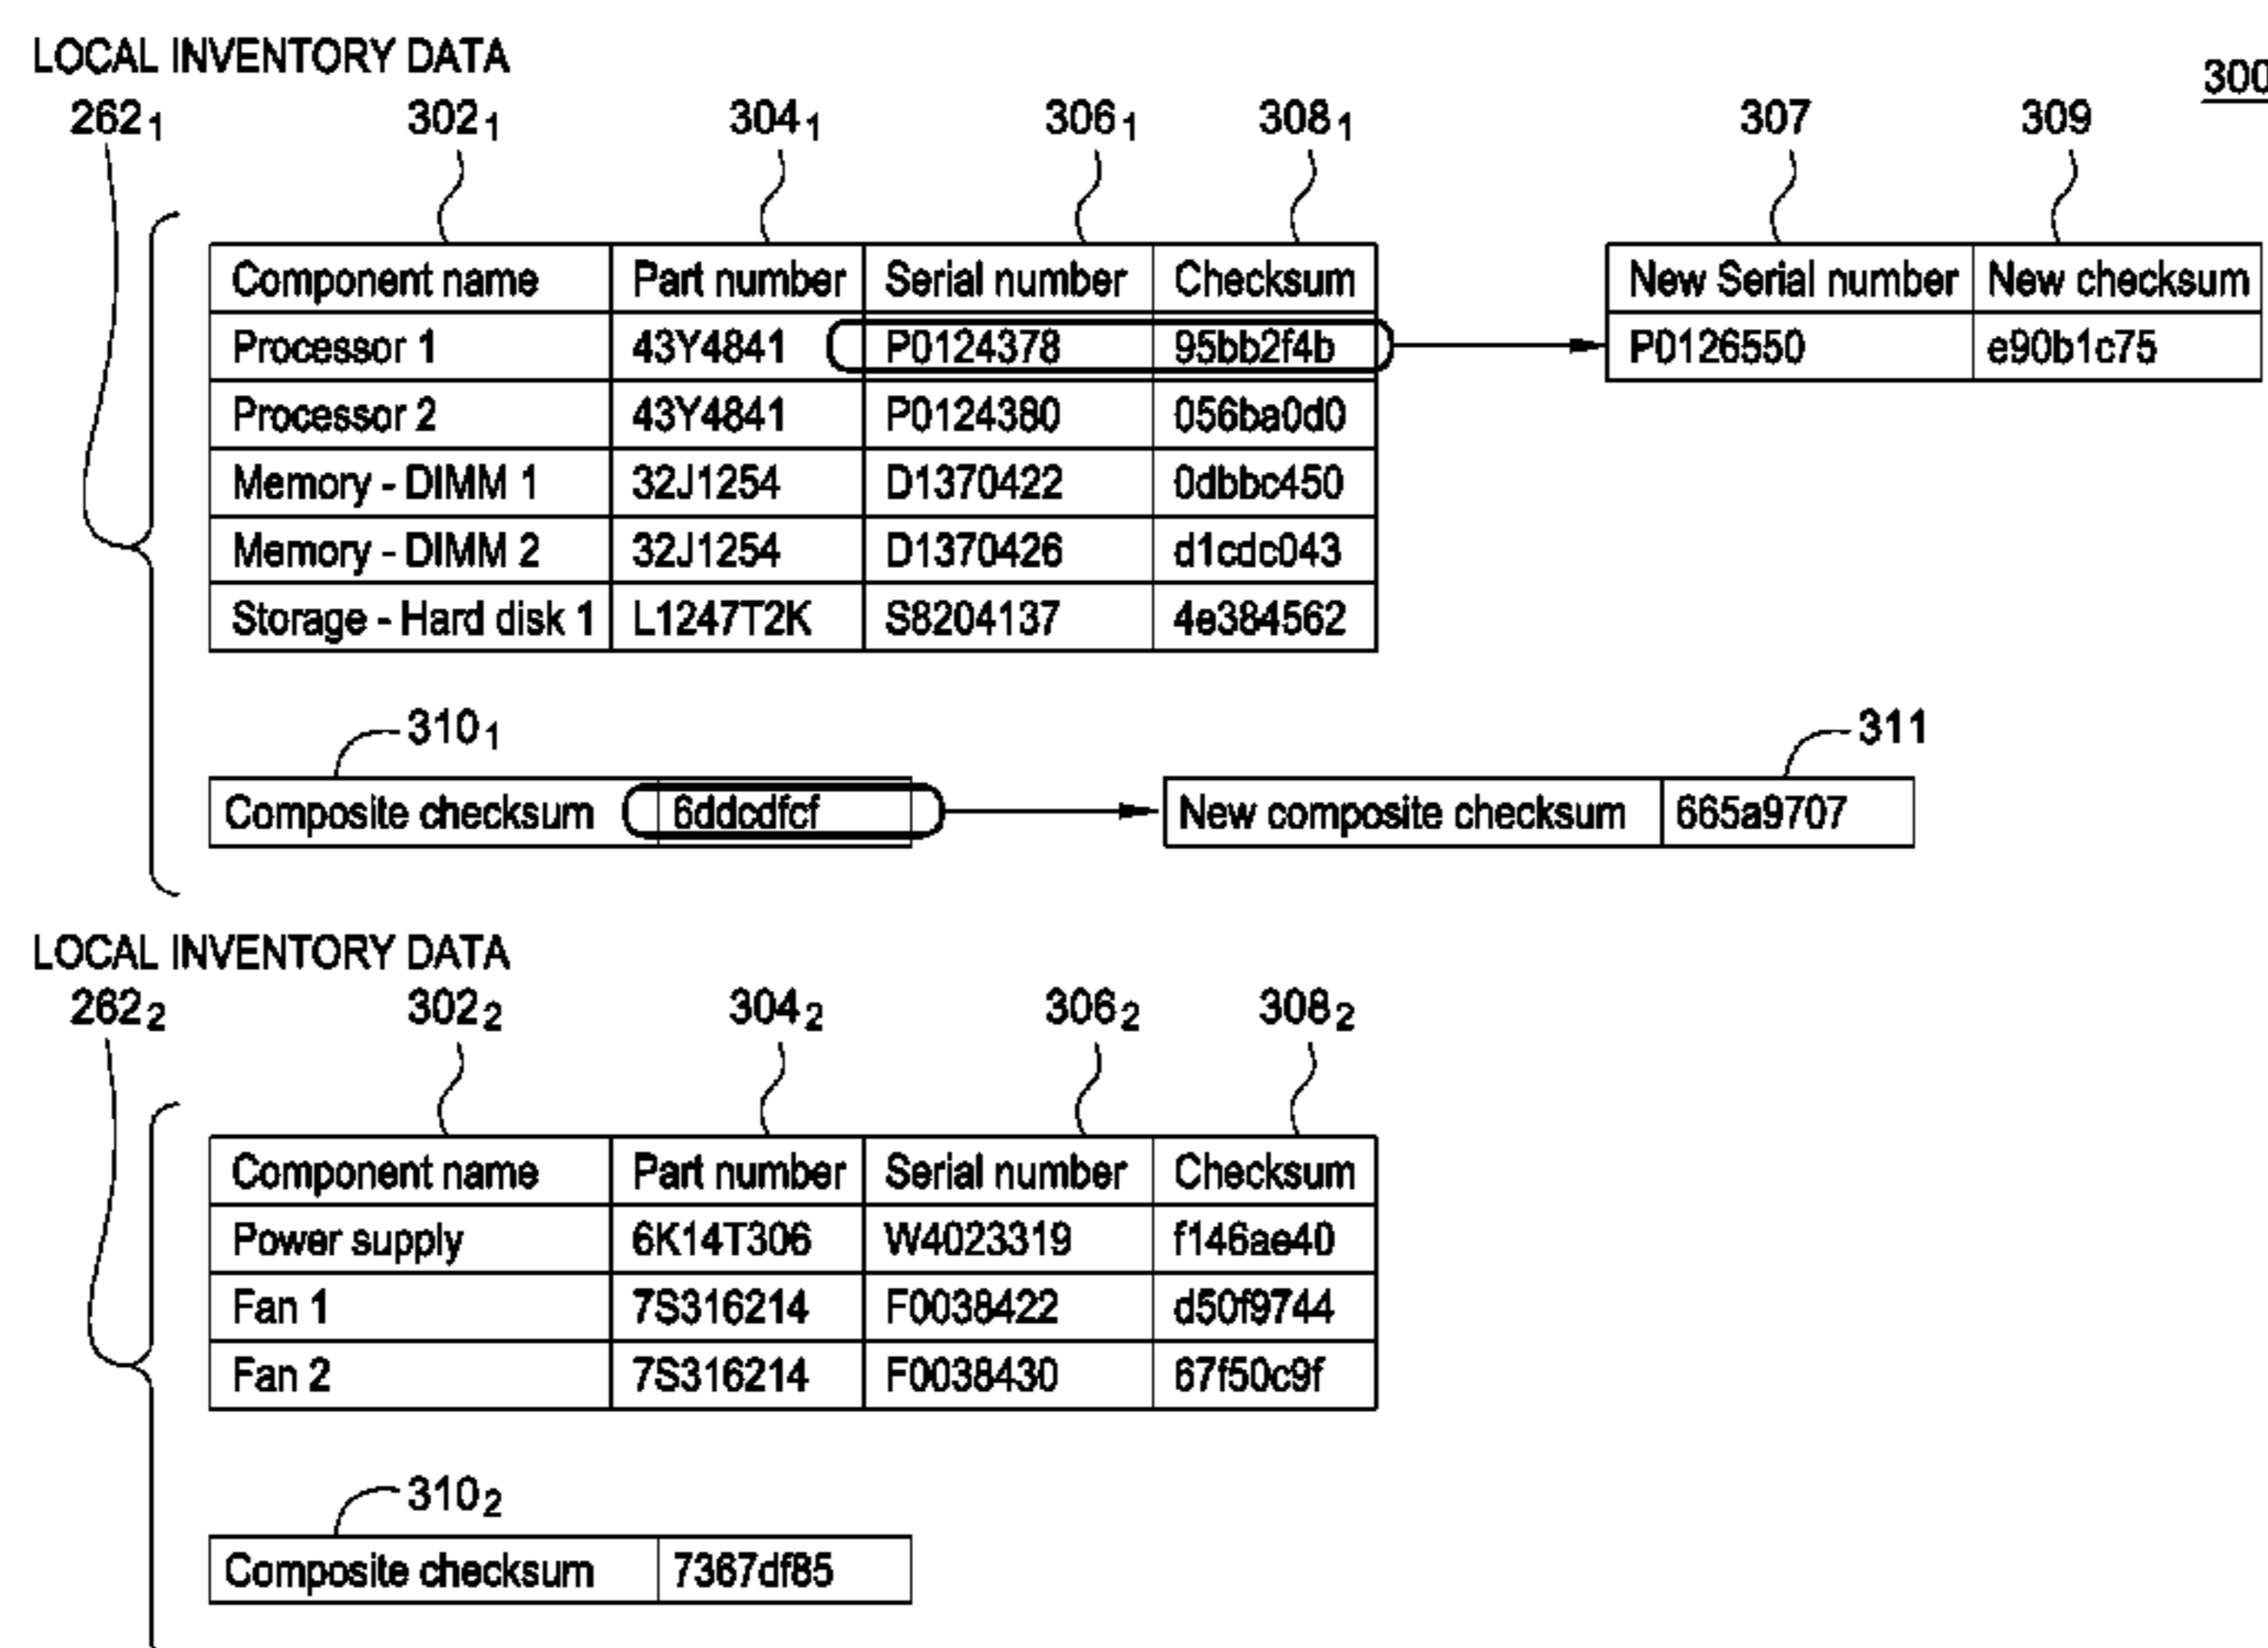 LOCAL INVENTORY DATA
300
262₁ 302₁ 304₁ 306₁ 308₁ 307 309
Component name Part number Serial number Checksum New Serial number New checksum
Processor 1 43Y4841 P0124378 95bb2f4b P0126550 e90b1c75
Processor 2 43Y4841 P0124380 056ba0d0
Memory - DIMM 1 32J1254 D1370422 0dbbc450
Memory - DIMM 2 32J1254 D1370426 d1cdc043
Storage - Hard disk 1 L1247T2K S8204137 4e384562
310₁ 311
Composite checksum 6ddcdfcf New composite checksum 665a9707
LOCAL INVENTORY DATA
262₂ 302₂ 304₂ 306₂ 308₂
Component name Part number Serial number Checksum
Power supply 6K14T306 W4023319 f146ae40
Fan 1 7S316214 F0038422 d50f9744
Fan 2 7S316214 F0038430 67f50c9f
310₂
Composite checksum 7367df85